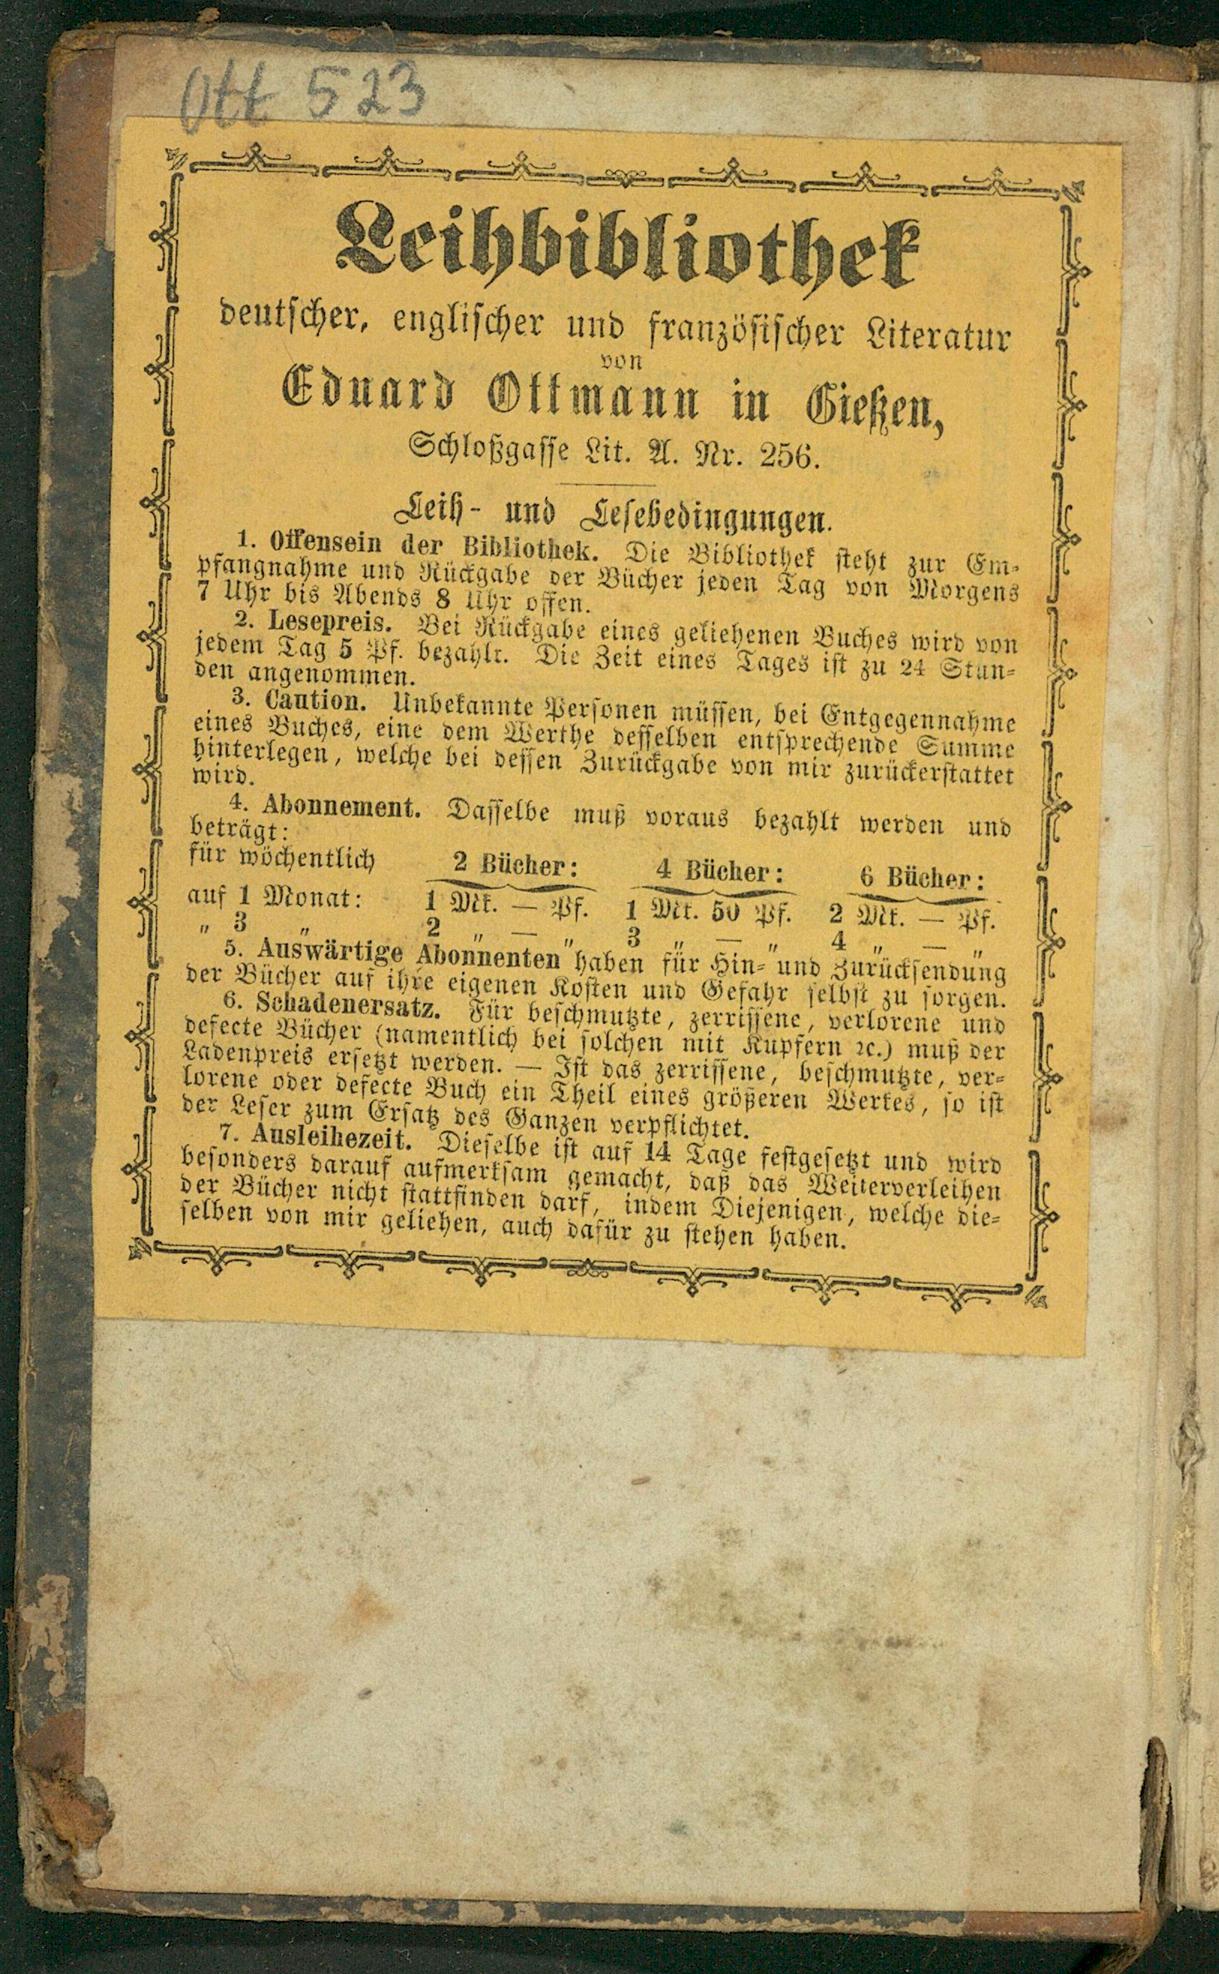 Ott 523
Leihbibliothek
deutscher, englischer und französischer Literatur
von
Eduard Ottmann in Gießen,
Schloßgasse Lit. A. Nr. 256.
Leih- und Lesebedingungen.
1. Offensein der Bibliothek. Die Bibliothek steht zur Em-
pfangnahme und Rückgabe der Bücher jeden Tag von Morgens
7 Uhr bis Abends 8 Uhr offen.
2. Lesepreis. Bei Rückgabe eines geliehenen Buches wird von
jedem Tag 5 Pf. bezahlt. Die Zeit eines Tages ist zu 24 Stun-
den angenommen.
3. Caution. Unbekannte Personen müssen, bei Entgegennahme
eines Buches, eine dem Werthe desselben entsprechende Summe
hinterlegen, welche bei dessen Zurückgabe von mir zurückerstattet
wird.
4. Abonnement. Dasselbe muß voraus bezahlt werden und
beträgt:
für wöchentlich 2 Bücher: 4 Bücher: 6 Bücher:
auf 1 Monat: 1 Mk. — Pf. 1 Mk. 50 Pf. 2 Mk. — Pf.
„ 3 „ 2 „ — „ 3 „ — „ 4 „ — „
5. Auswärtige Abonnenten haben für Hin- und Zurücksendung
der Bücher auf ihre eigenen Kosten und Gefahr selbst zu sorgen.
6. Schadenersatz. Für beschmutzte, zerrissene, verlorene und
defecte Bücher (namentlich bei solchen mit Kupfern ꝛc.) muß der
Ladenpreis ersetzt werden. — Ist das zerrissene, beschmutzte, ver-
lorene oder defecte Buch ein Theil eines größeren Werkes, so ist
der Leser zum Ersatz des Ganzen verpflichtet.
7. Ausleihezeit. Dieselbe ist auf 14 Tage festgesetzt und wird
besonders darauf aufmerksam gemacht, daß das Weiterverleihen
der Bücher nicht stattfinden darf, indem Diejenigen, welche die-
selben von mir geliehen, auch dafür zu stehen haben.